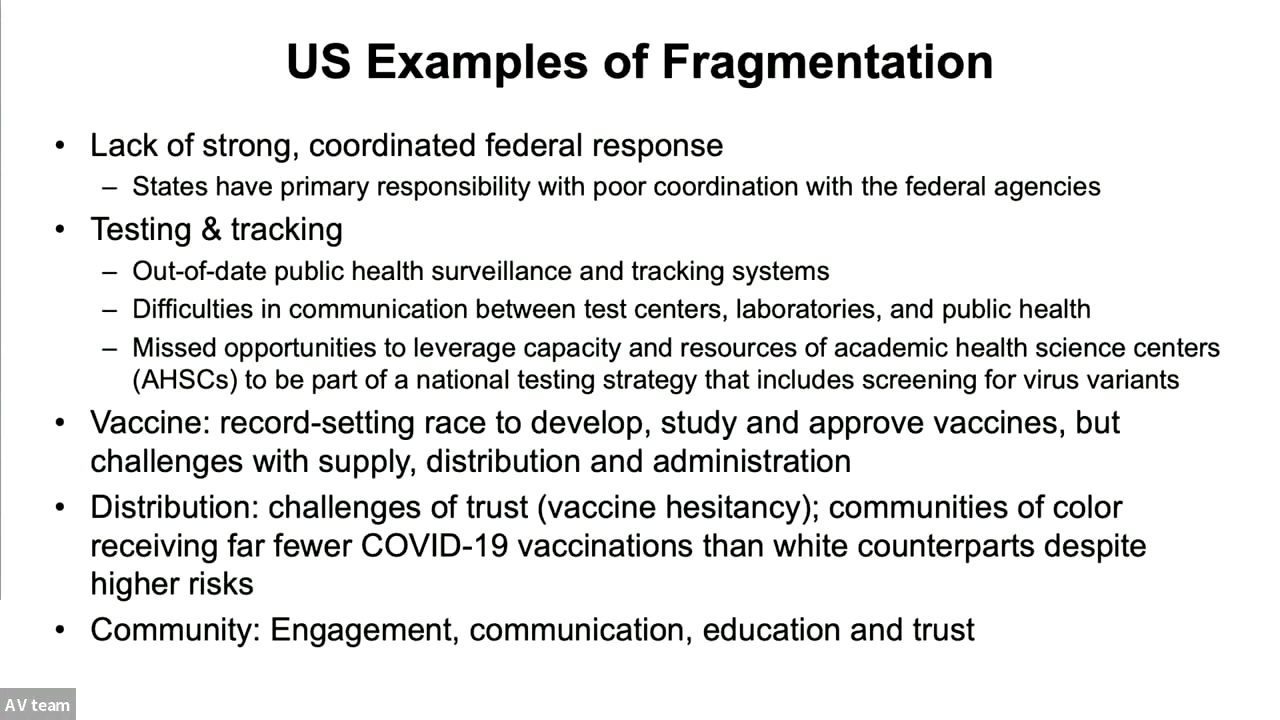 US Examples of Fragmentation
• Lack of strong, coordinated federal response
– States have primary responsibility with poor coordination with the federal agencies
• Testing & tracking
– Out-of-date public health surveillance and tracking systems
– Difficulties in communication between test centers, laboratories, and public health
– Missed opportunities to leverage capacity and resources of academic health science centers
(AHSCs) to be part of a national testing strategy that includes screening for virus variants
• Vaccine: record-setting race to develop, study and approve vaccines, but
challenges with supply, distribution and administration
• Distribution: challenges of trust (vaccine hesitancy); communities of color
receiving far fewer COVID-19 vaccinations than white counterparts despite
higher risks
• Community: Engagement, communication, education and trust
AV team